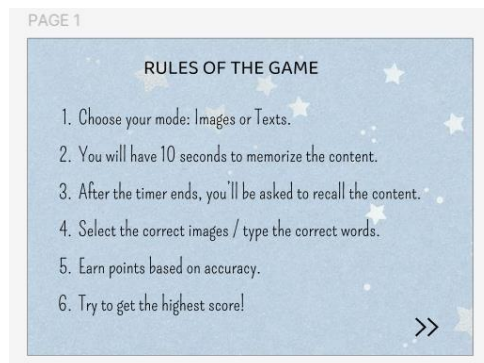 PAGE 1
RULES OF THE GAME
1. Choose your mode: Images or Texts.
2. You will have 10 seconds to memorize the content.
3. After the timer ends, you'll be asked to recall the content.
4. Select the correct images / type the correct words.
5. Earn points based on accuracy.
6. Try to get the highest score!
>>